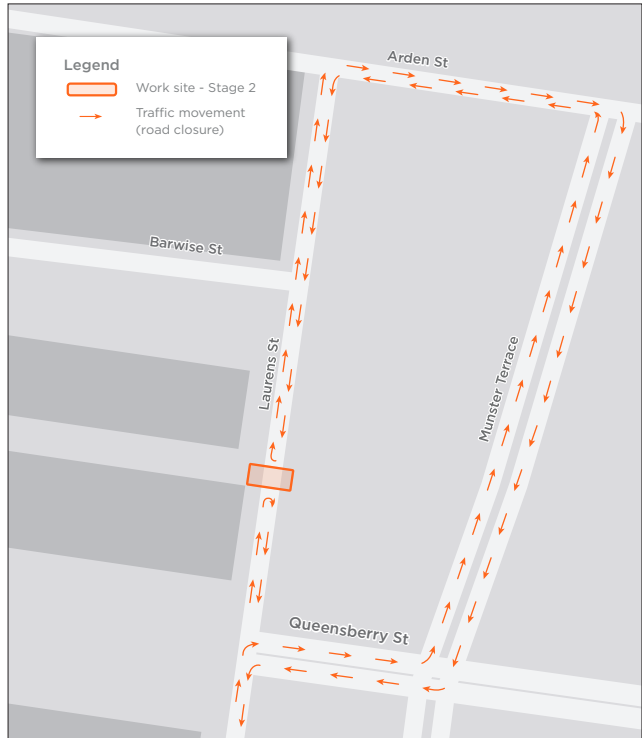 Arden St
Legend
Work site - Stage 2
Traffic movement
(road closure)
Barwise St
Laurens St
Munster Terrace
Queensberry St